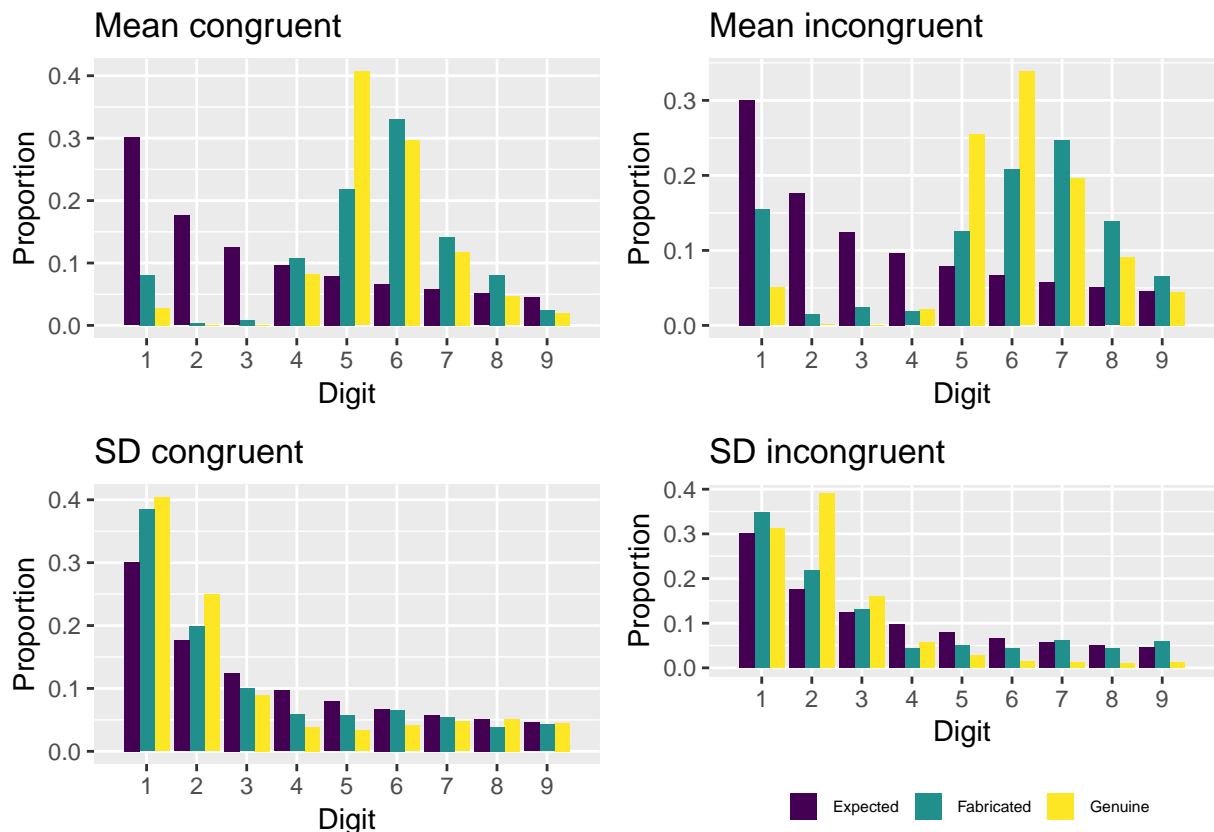 Mean congruent
Proportion
0.4
0.3
0.2
0.1
0.0
1 2 3 4 5 6 7 8 9
Digit
Mean incongruent
Proportion
0.3
0.2
0.1
0.0
1 2 3 4 5 6 7 8 9
Digit
SD congruent
Proportion
0.4
0.3
0.2
0.1
0.0
1 2 3 4 5 6 7 8 9
Digit
SD incongruent
Proportion
0.4
0.3
0.2
0.1
0.0
1 2 3 4 5 6 7 8 9
Digit
Expected Fabricated Genuine